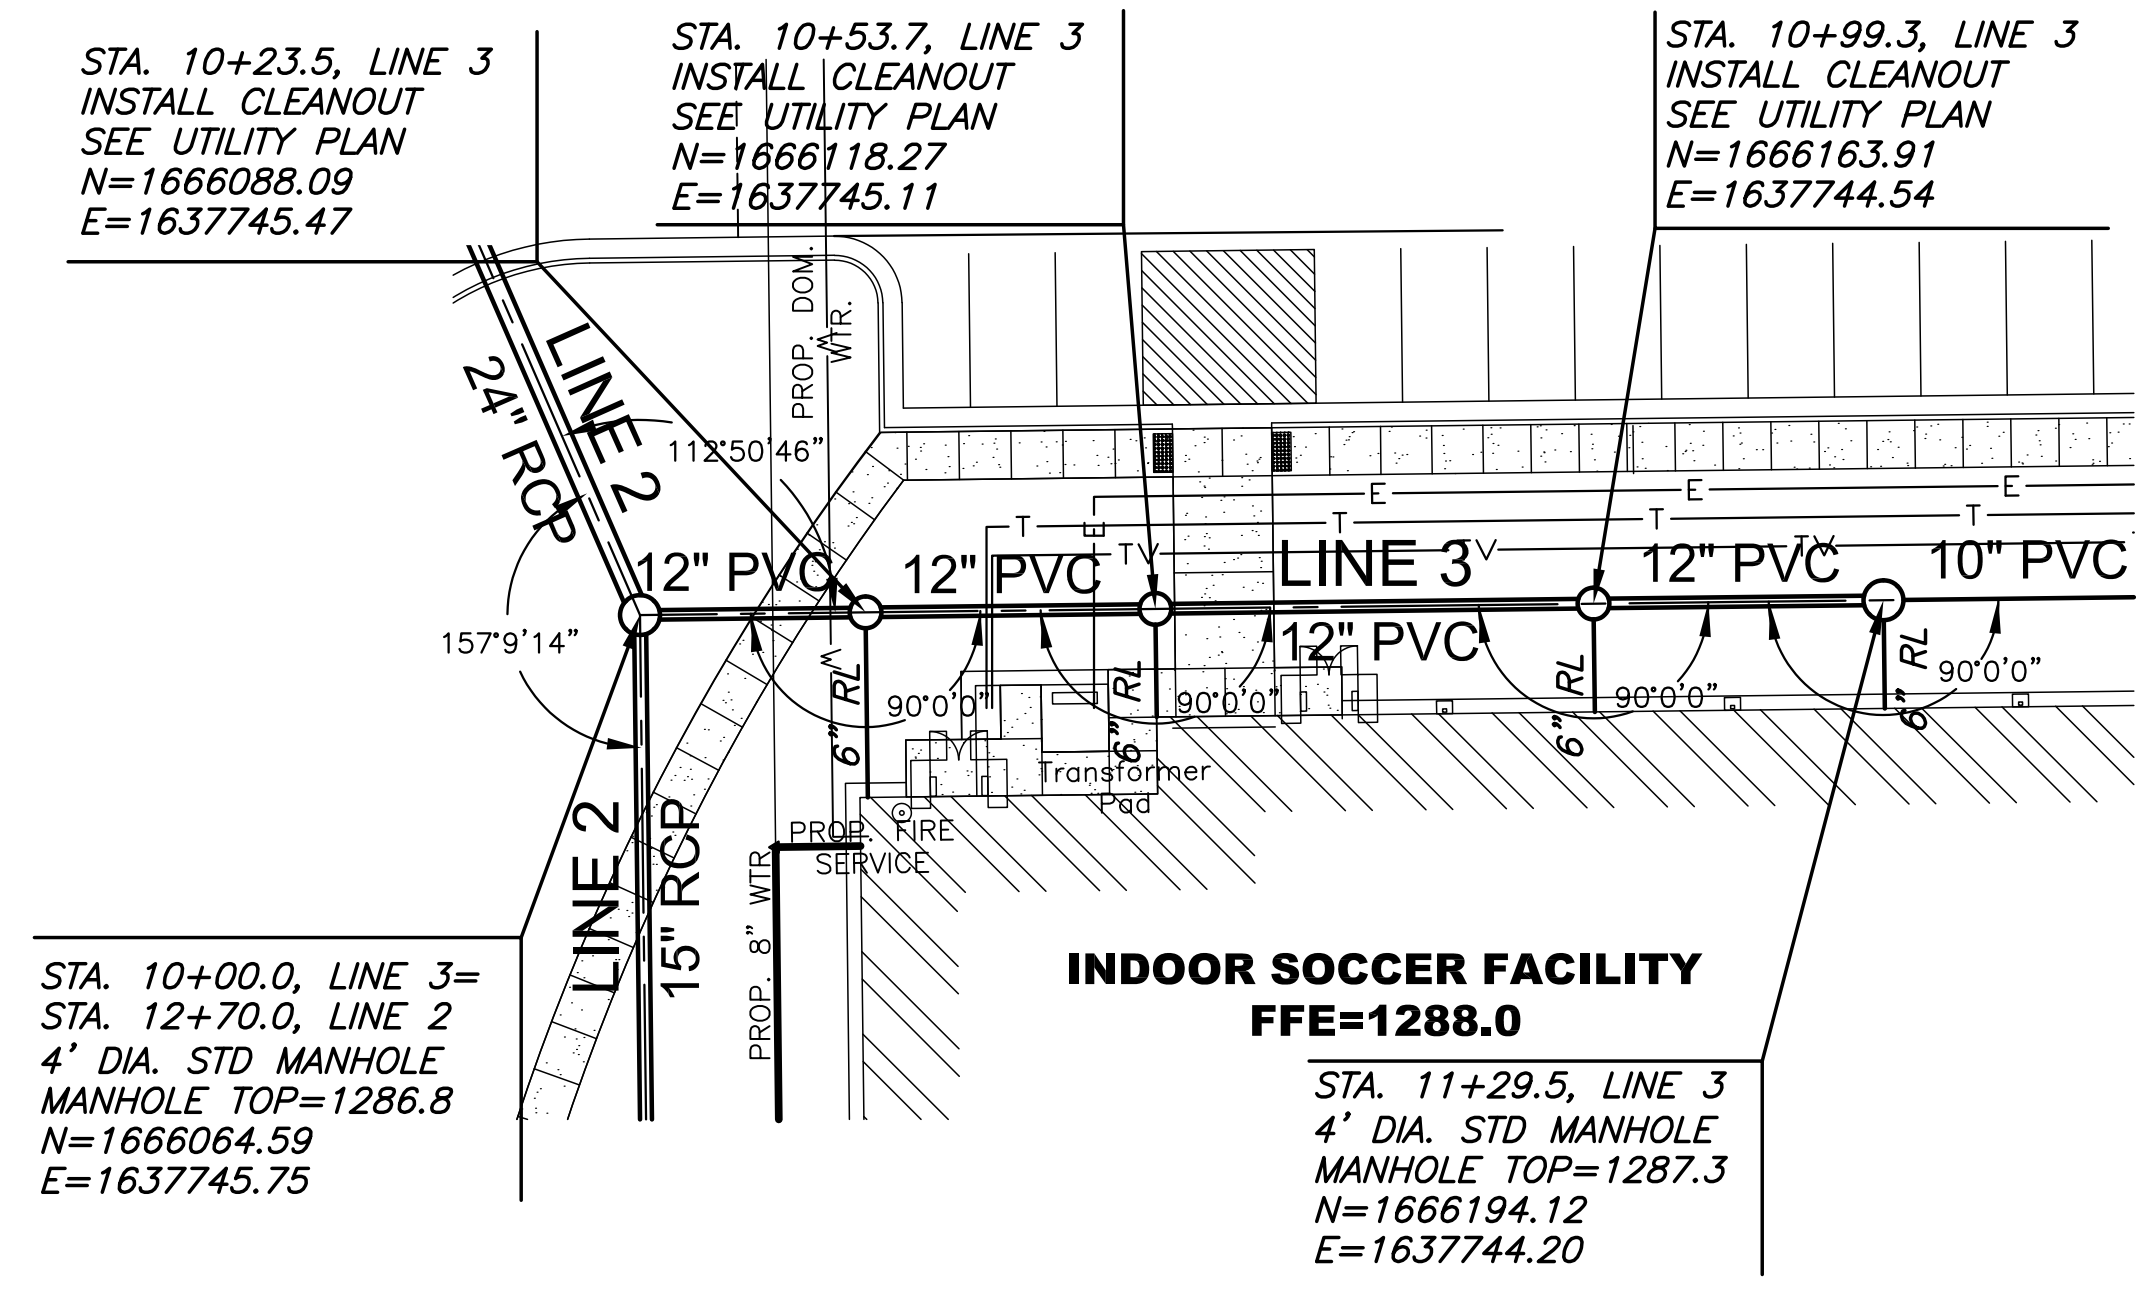 STA. 10+23.5, LINE 3
INSTALL CLEANOUT
SEE UTILITY PLAN
N=1666088.09
E=1637745.47
STA. 10+53.7, LINE 3
INSTALL CLEANOUT
SEE UTILITY PLAN
N=1666118.27
E=1637745.11
STA. 10+99.3, LINE 3
INSTALL CLEANOUT
SEE UTILITY PLAN
N=1666163.91
E=1637744.54
PROP. DOM.
WTR.
W
LINE 2
24" RCP
112°50'46"
157°9'14"
E
E
E
E
T
T
T
T
TV
TV
TV
12" PVC
12" PVC
LINE 3
12" PVC
12" PVC
10" PVC
W
6" RL
6" RL
6" RL
6" RL
90°0'0"
90°0'0"
90°0'0"
90°0'0"
Transformer
Pad
PROP. FIRE
SERVICE
PROP. 8" WTR
LINE 2
15" RCP
INDOOR SOCCER FACILITY
FFE=1288.0
STA. 10+00.0, LINE 3=
STA. 12+70.0, LINE 2
4' DIA. STD MANHOLE
MANHOLE TOP=1286.8
N=1666064.59
E=1637745.75
STA. 11+29.5, LINE 3
4' DIA. STD MANHOLE
MANHOLE TOP=1287.3
N=1666194.12
E=1637744.20